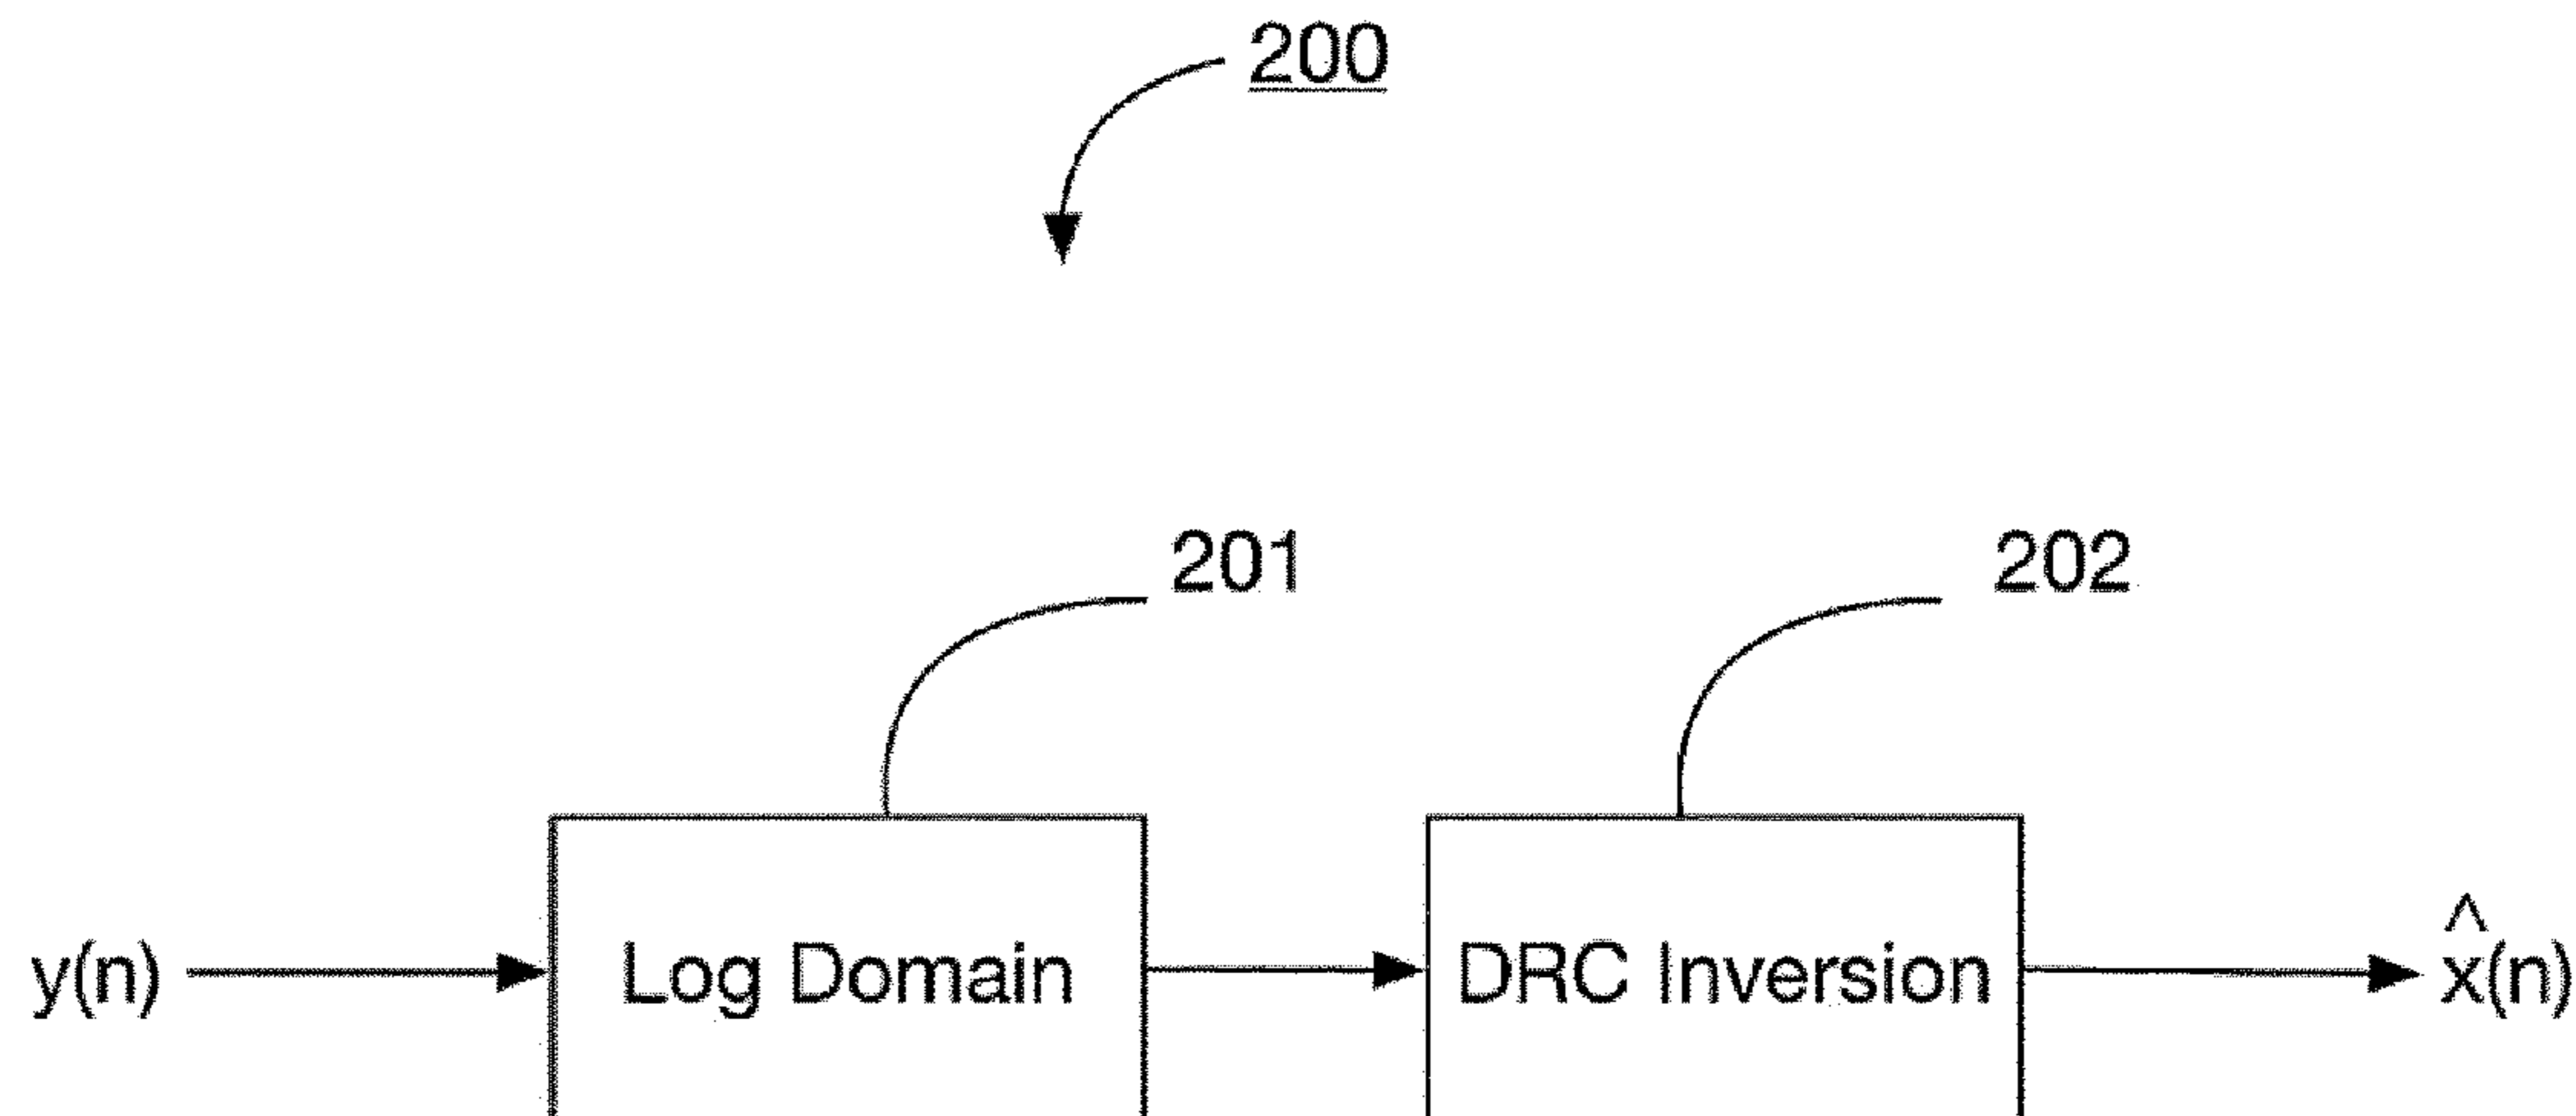 200
201
202
y(n)
Log Domain
DRC Inversion
x̂(n)